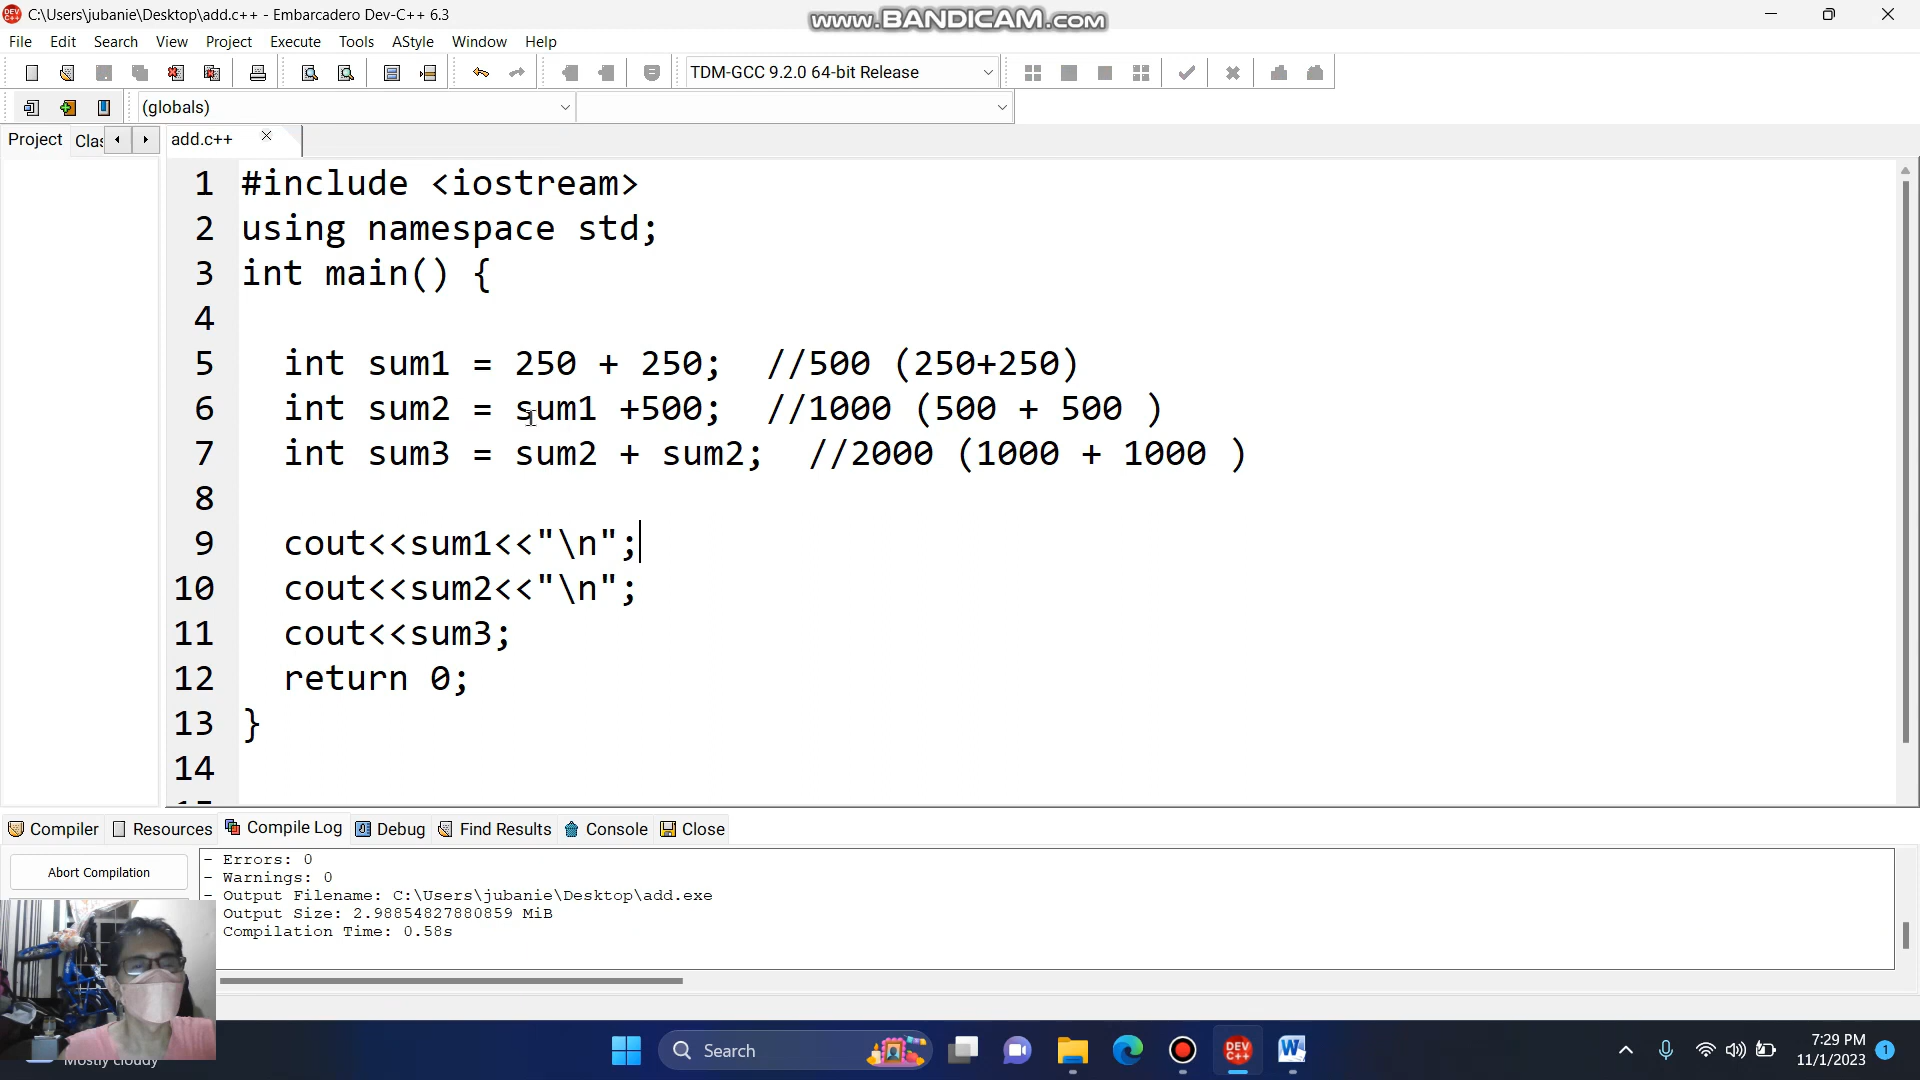 C:\Users\jubanie\Desktop\add.c++ - Embarcadero Dev-C++ 6.3
www.BANDICAM.com
File Edit Search View Project Execute Tools AStyle Window Help
TDM-GCC 9.2.0 64-bit Release
(globals)
Project Clas
add.c++
1 #include <iostream>
2 using namespace std;
3 int main() {
4
5 int sum1 = 250 + 250; //500 (250+250)
6 int sum2 = sum1 +500; //1000 (500 + 500 )
7 int sum3 = sum2 + sum2; //2000 (1000 + 1000 )
8
9 cout<<sum1<<"\n";
10 cout<<sum2<<"\n";
11 cout<<sum3;
12 return 0;
13 }
14
Compiler Resources Compile Log Debug Find Results Console Close
Abort Compilation
- Errors: 0
- Warnings: 0
- Output Filename: C:\Users\jubanie\Desktop\add.exe
Output Size: 2.98854827880859 MiB
Compilation Time: 0.58s
Mostly cloudy
Search
DEV C++
W
7:29 PM
11/1/2023
1